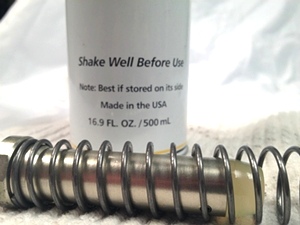 Shake Well Before Use
Note: Best if stored on its side
Made in the USA
16.9 FL. OZ. / 500 mL